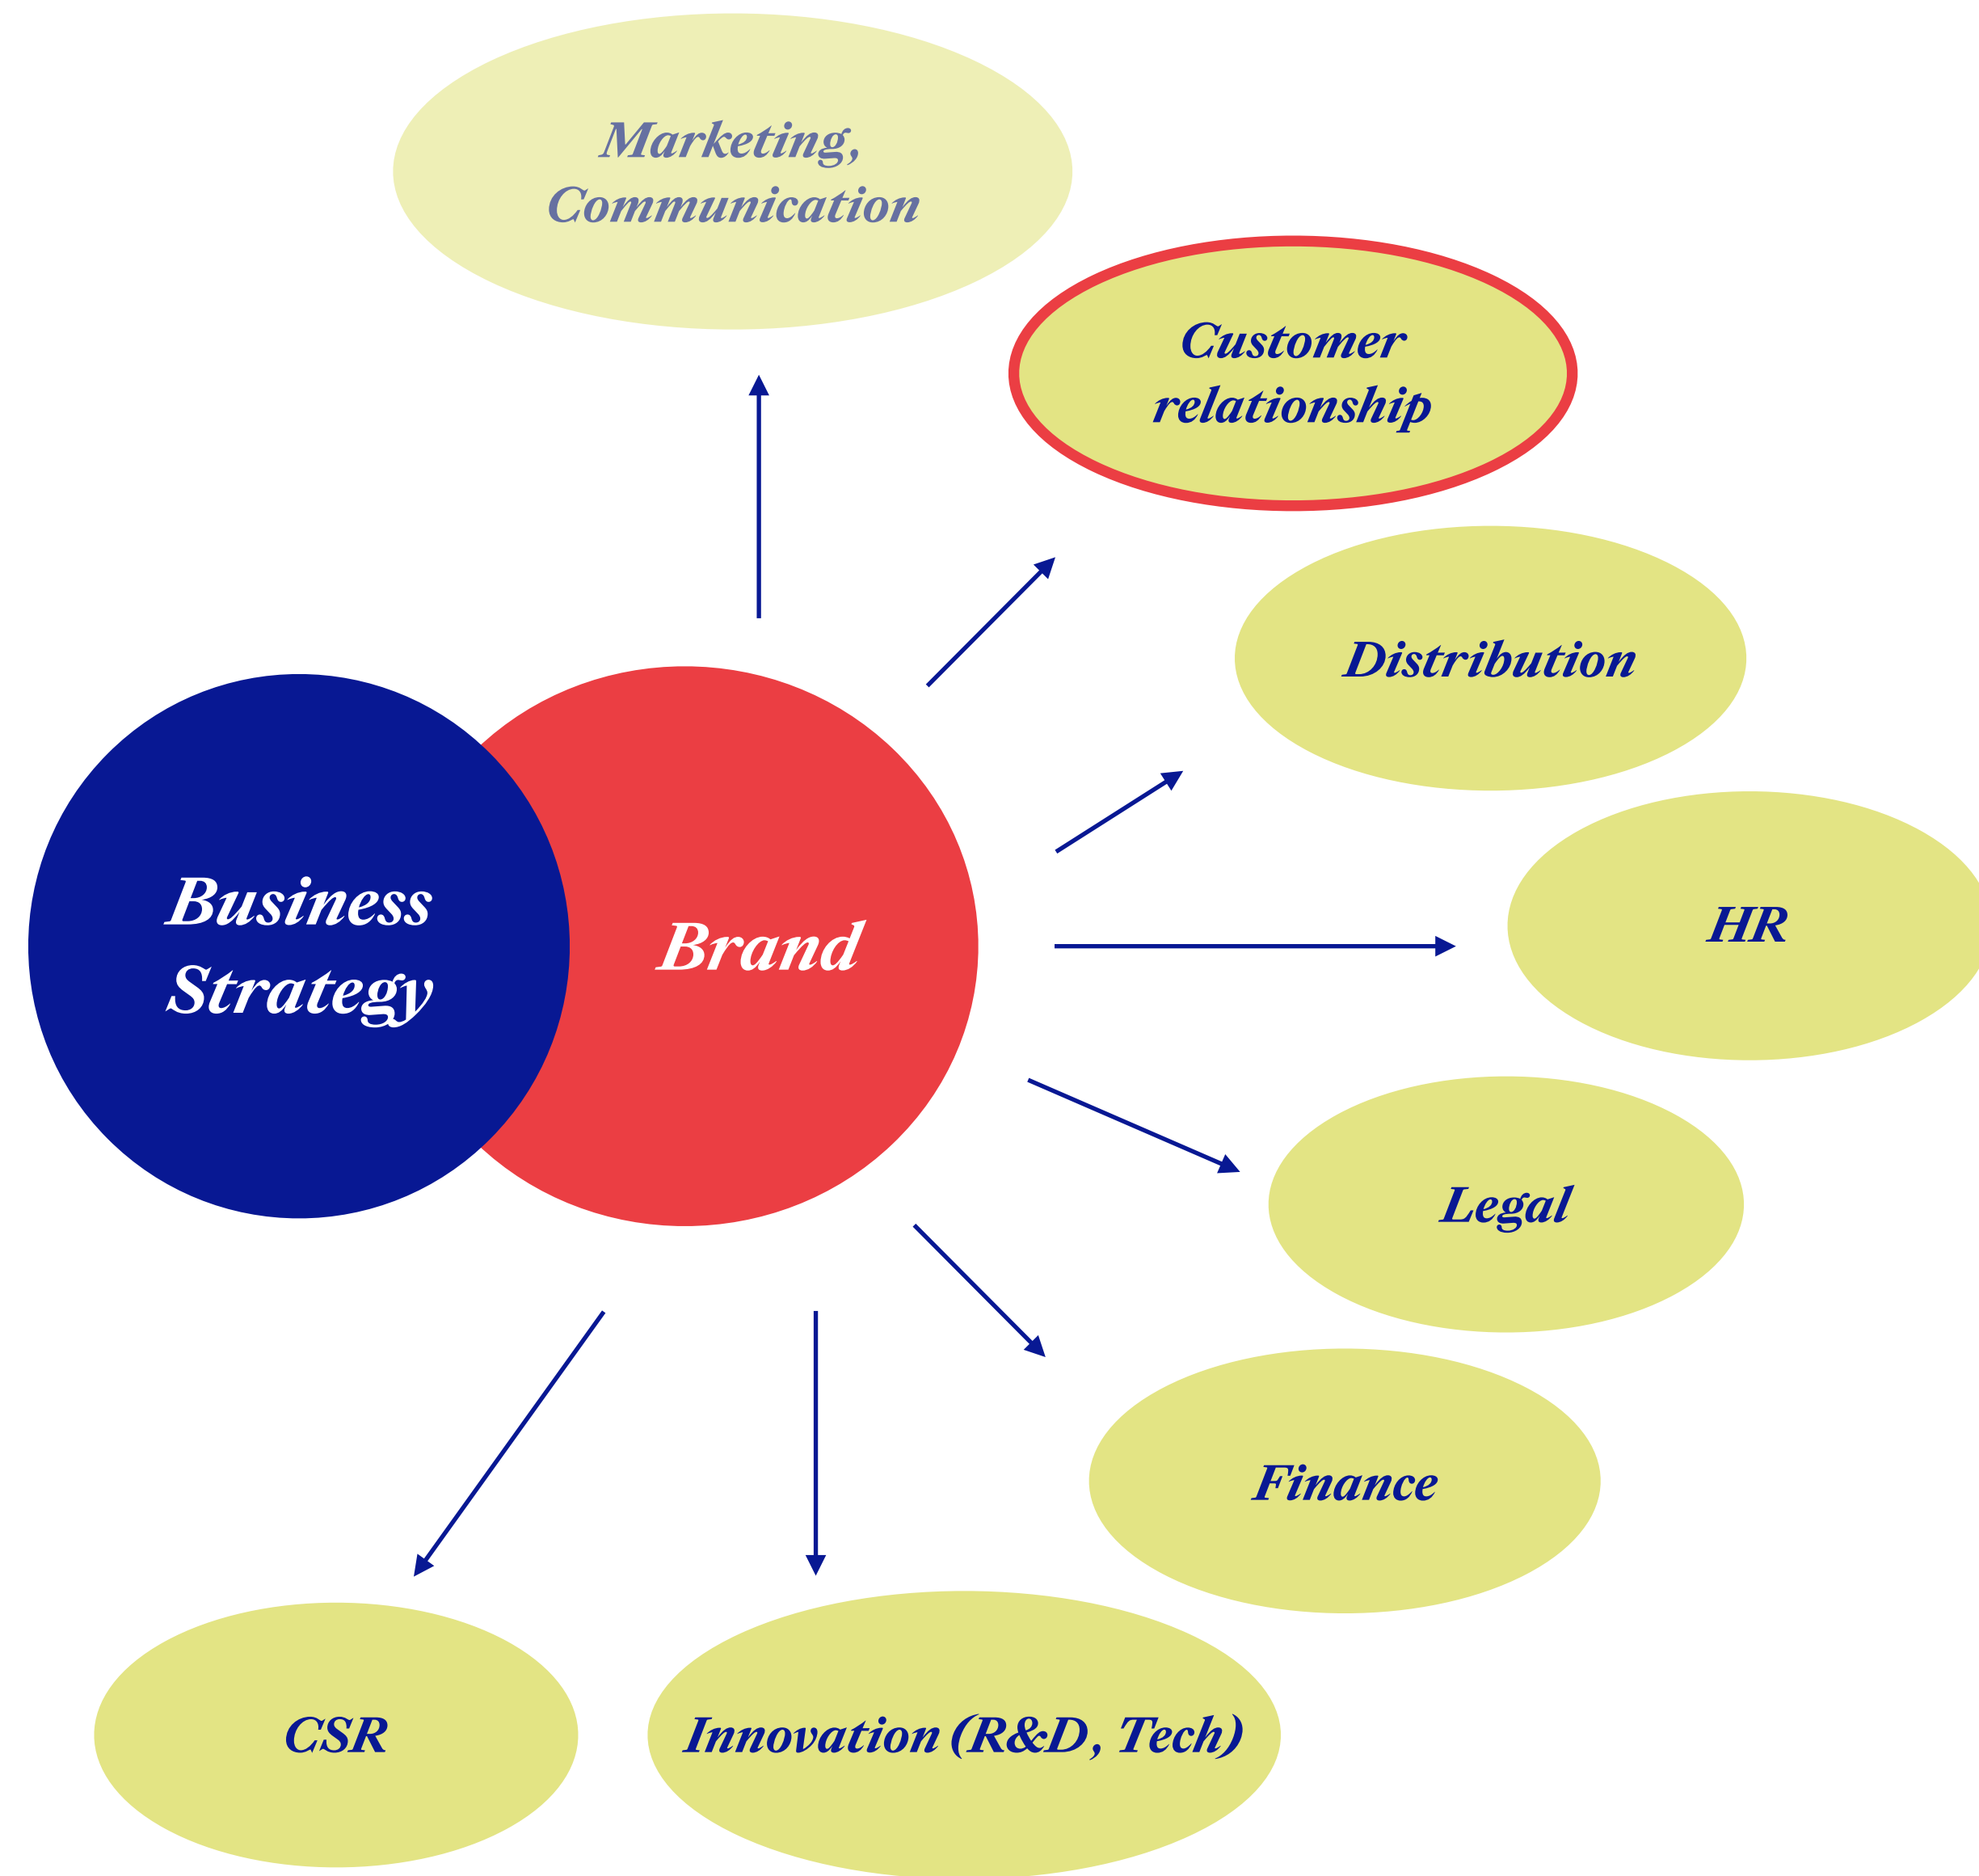 Marketing,
Communication
Customer
relationship
Distribution
Business
Strategy
Brand
HR
Legal
Finance
CSR
Innovation (R&D, Tech)